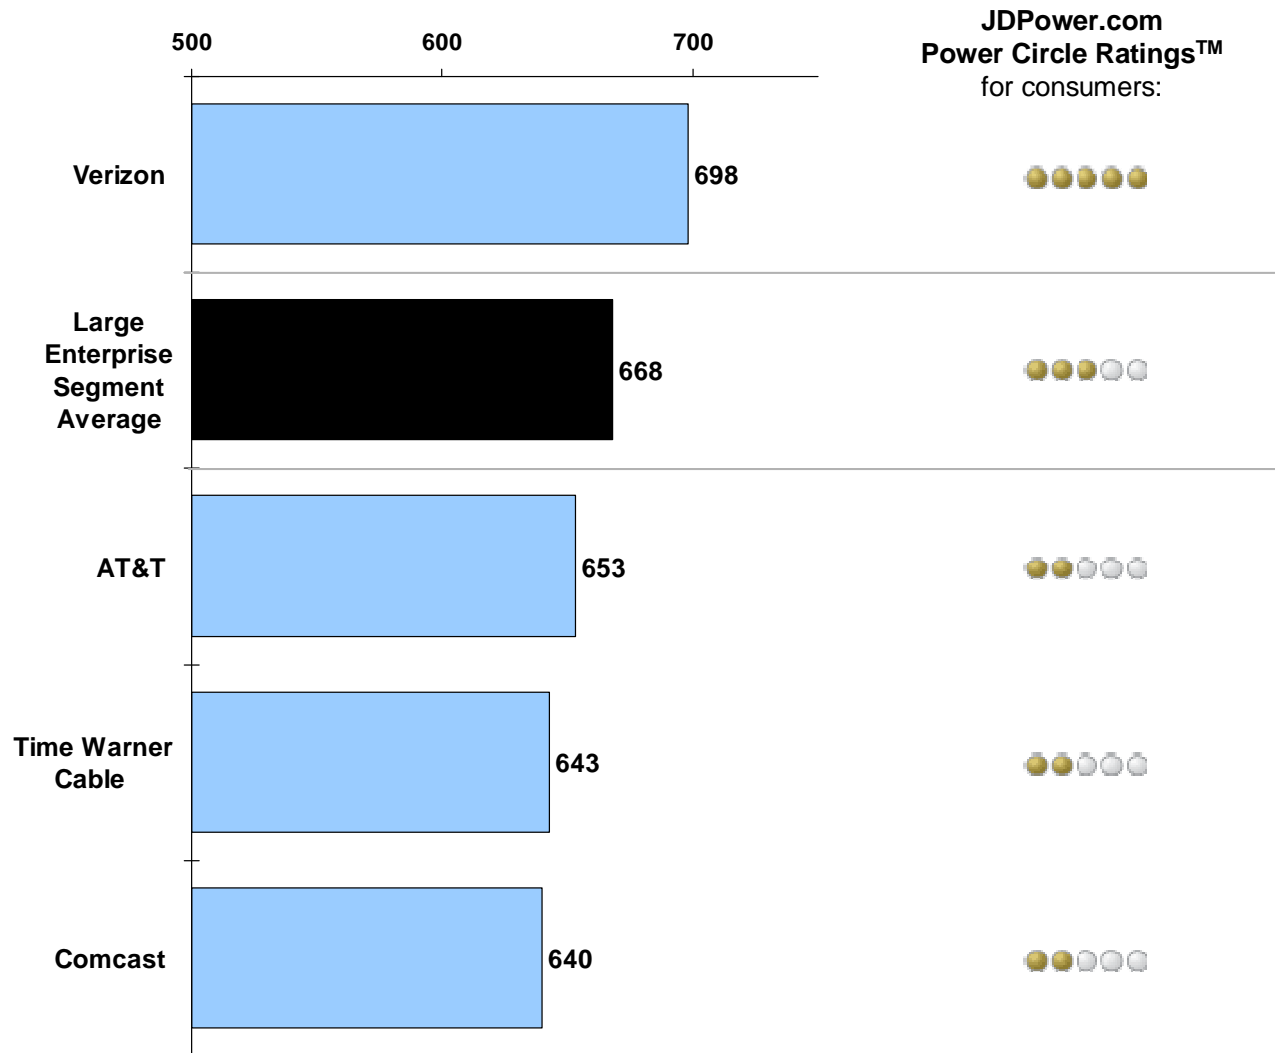 JDPower.com
500 600 700
Power Circle Ratings™
for consumers:
Verizon 698
Large
Enterprise
Segment
Average
668
AT&T 653
Time Warner
Cable
643
Comcast 640